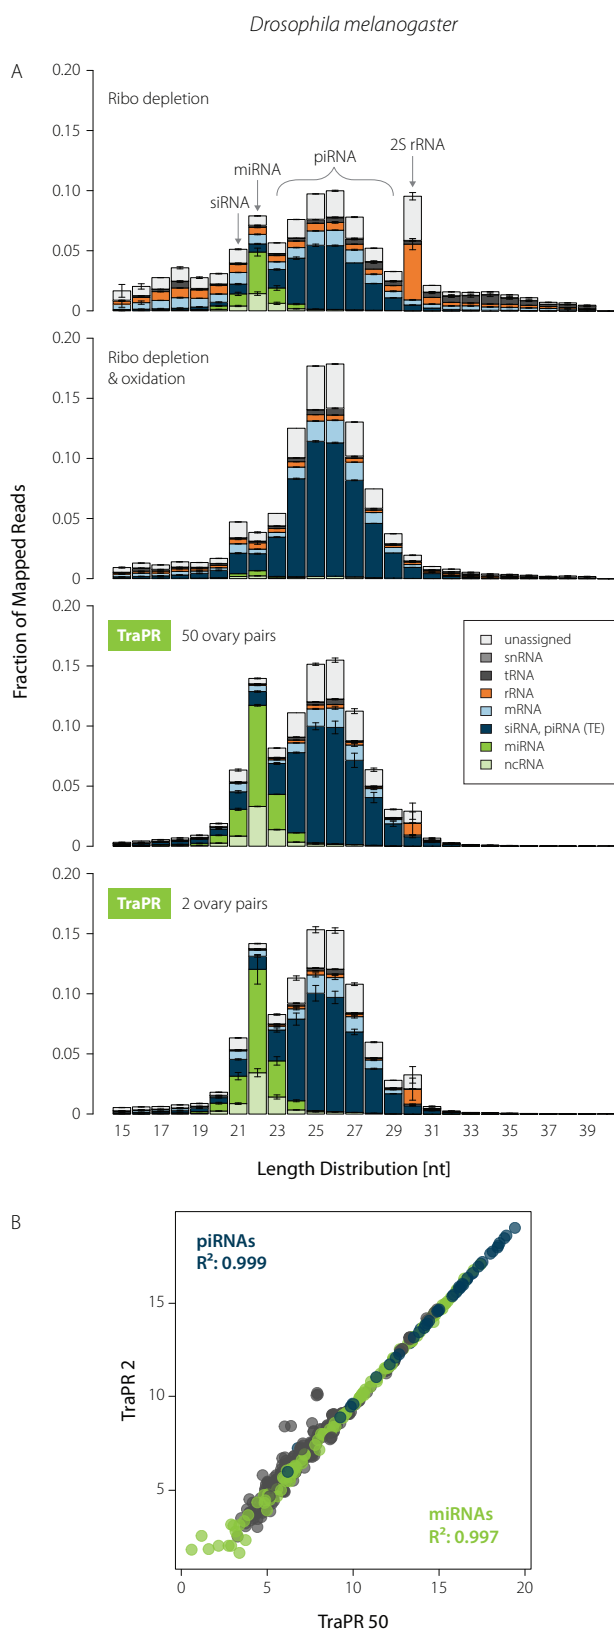 Drosophila melanogaster
A
Fraction of Mapped Reads
0.20
0.15
0.10
0.05
0
Ribo depletion
siRNA
miRNA
piRNA
2S rRNA
0.20
0.15
0.10
0.05
0
Ribo depletion
& oxidation
0.20
0.15
0.10
0.05
0
TraPR 50 ovary pairs
unassigned
snRNA
tRNA
rRNA
mRNA
siRNA, piRNA (TE)
miRNA
ncRNA
0.20
0.15
0.10
0.05
0
TraPR 2 ovary pairs
15 17 19 21 23 25 27 29 31 33 35 37 39
Length Distribution [nt]
B
piRNAs
R²: 0.999
15
10
5
TraPR 2
miRNAs
R²: 0.997
0 5 10 15 20
TraPR 50